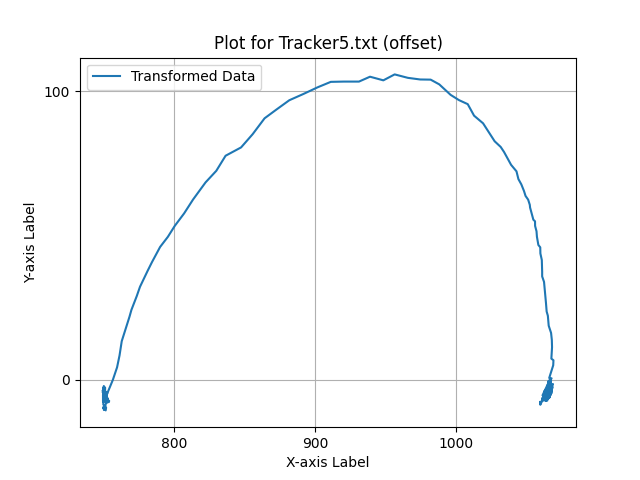 Plot for Tracker5.txt (offset)
Transformed Data
100
0
Y-axis Label
800
900
1000
X-axis Label